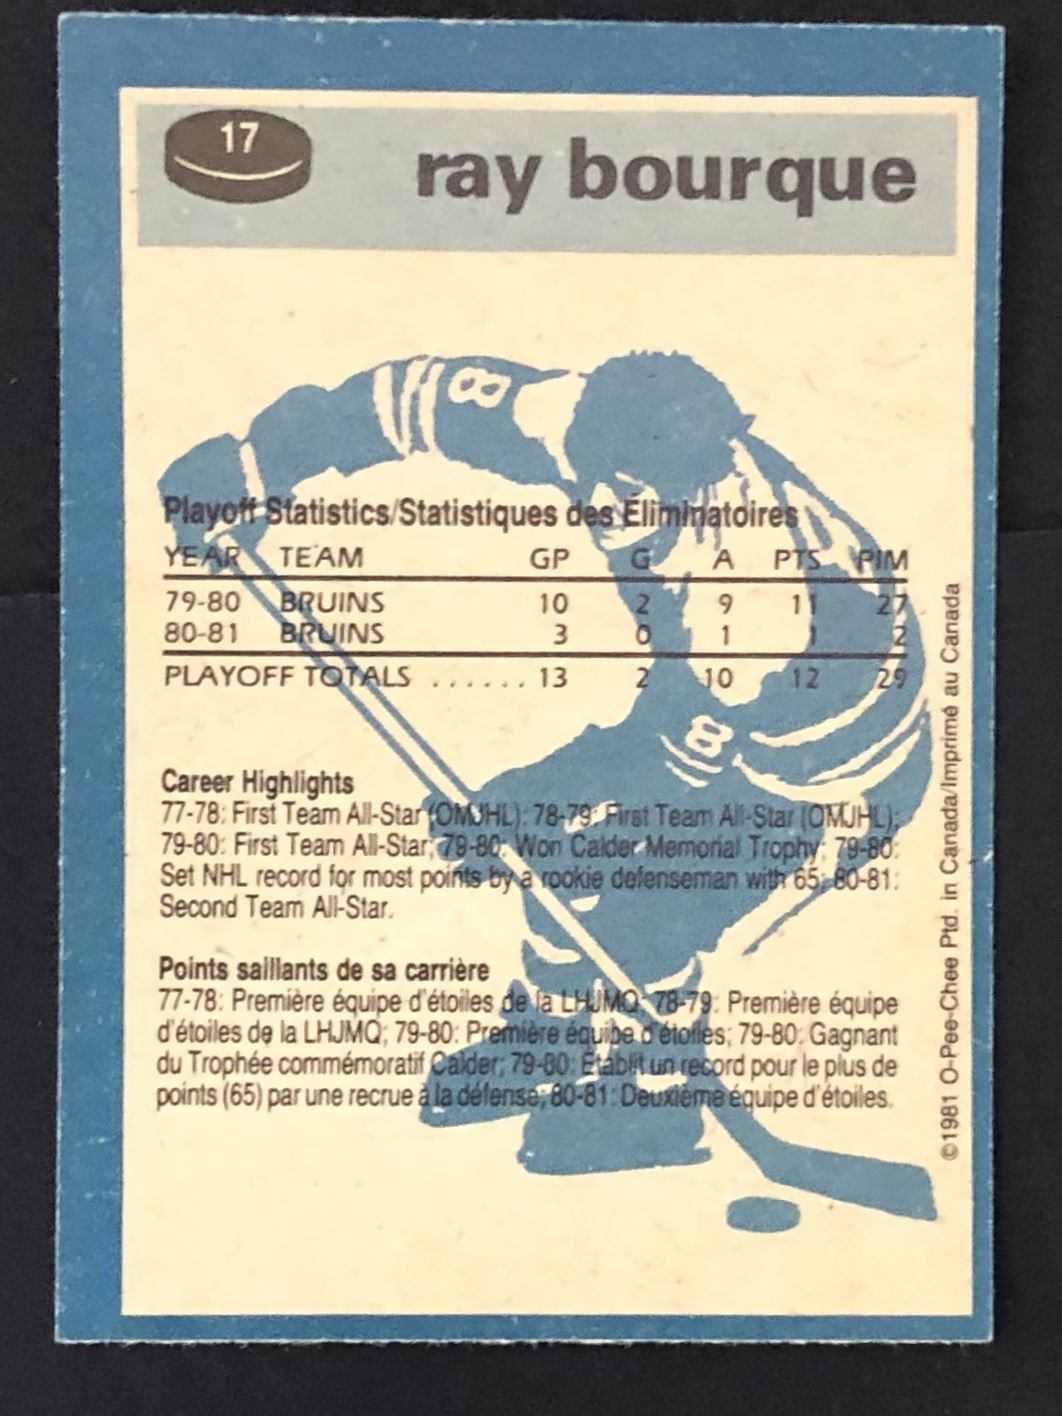 17
ray bourque
8
Playoff Statistics/Statistiques des Éliminatoires
YEAR TEAM GP G A PTS PIM
79-80 BRUINS 10 2 9 11 27
80-81 BRUINS 3 0 1 1 2
PLAYOFF TOTALS ...... 13 2 10 12 29
8
Career Highlights
77-78: First Team All-Star (OMJHL); 78-79: First Team All-Star (OMJHL);
79-80: First Team All-Star; 79-80: Won Calder Memorial Trophy; 79-80:
Set NHL record for most points by a rookie defenseman with 65; 80-81:
Second Team All-Star.
Points saillants de sa carrière
77-78: Première équipe d'étoiles de la LHJMQ; 78-79: Première équipe
d'étoiles de la LHJMQ; 79-80: Première équipe d'étoiles; 79-80: Gagnant
du Trophée commémoratif Calder; 79-80: Établit un record pour le plus de
points (65) par une recrue à la défense; 80-81: Deuxième équipe d'étoiles.
©1981 O-Pee-Chee Ptd. in Canada/Imprimé au Canada